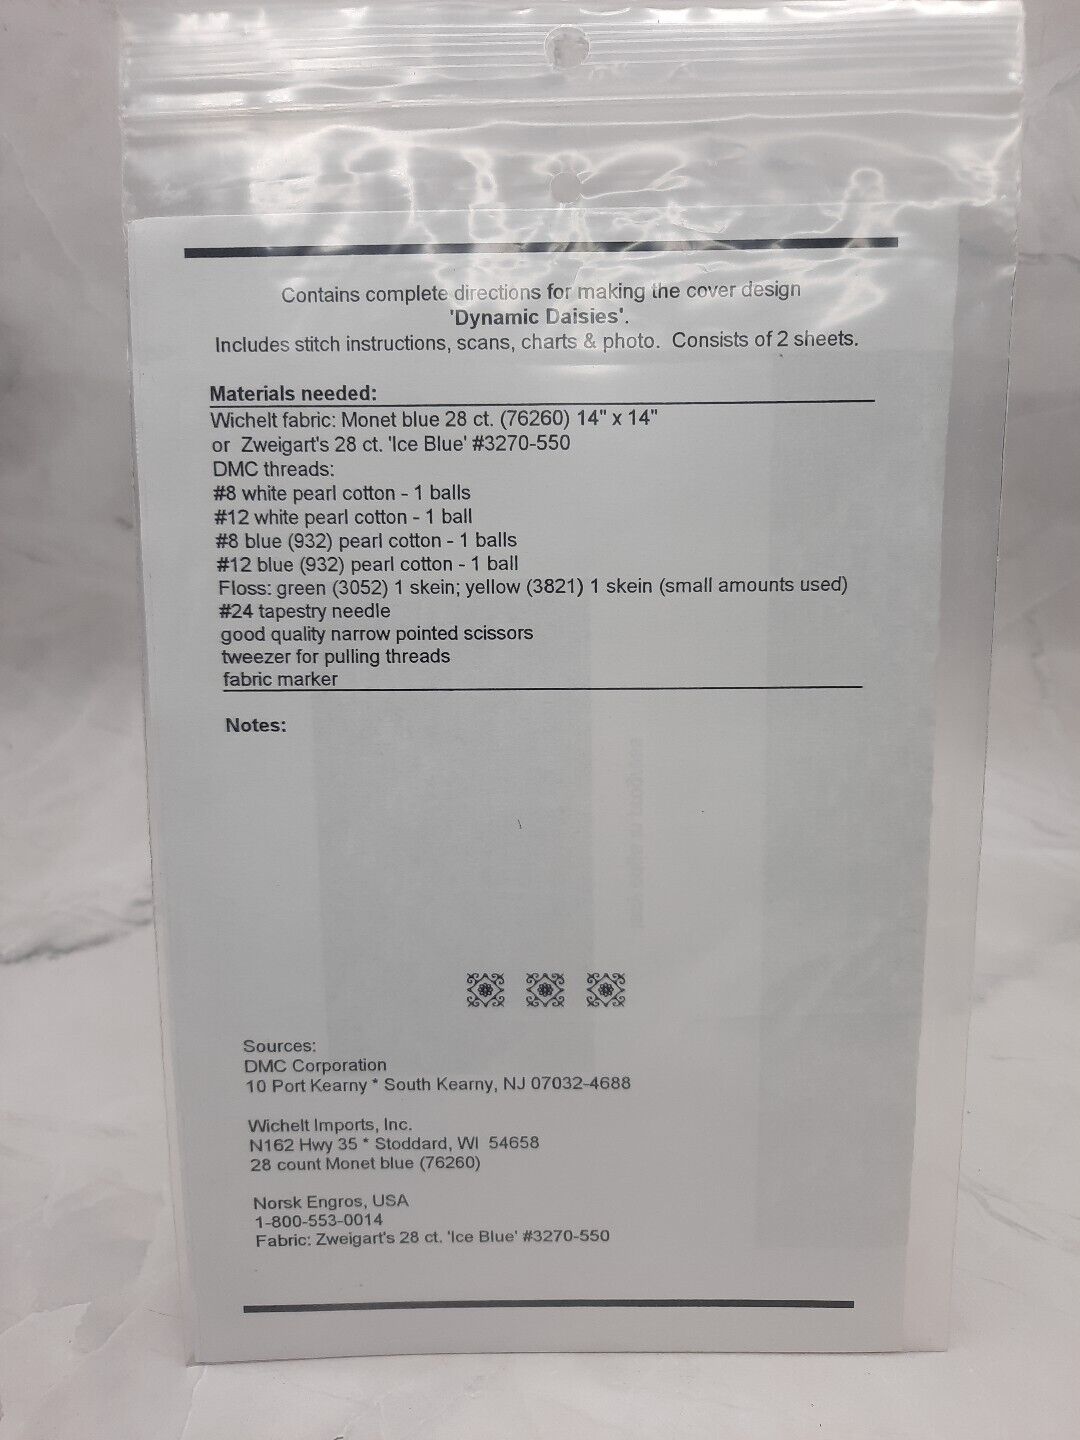 Contains complete directions for making the cover design
'Dynamic Daisies'.
Includes stitch instructions, scans, charts & photo. Consists of 2 sheets.
Materials needed:
Wichelt fabric: Monet blue 28 ct. (76260) 14" x 14"
or Zweigart's 28 ct. 'Ice Blue' #3270-550
DMC threads:
#8 white pearl cotton - 1 balls
#12 white pearl cotton - 1 ball
#8 blue (932) pearl cotton - 1 balls
#12 blue (932) pearl cotton - 1 ball
Floss: green (3052) 1 skein; yellow (3821) 1 skein (small amounts used)
#24 tapestry needle
good quality narrow pointed scissors
tweezer for pulling threads
fabric marker
Notes:
Sources:
DMC Corporation
10 Port Kearny * South Kearny, NJ 07032-4688
Wichelt Imports, Inc.
N162 Hwy 35 * Stoddard, WI 54658
28 count Monet blue (76260)
Norsk Engros, USA
1-800-553-0014
Fabric: Zweigart's 28 ct. 'Ice Blue' #3270-550